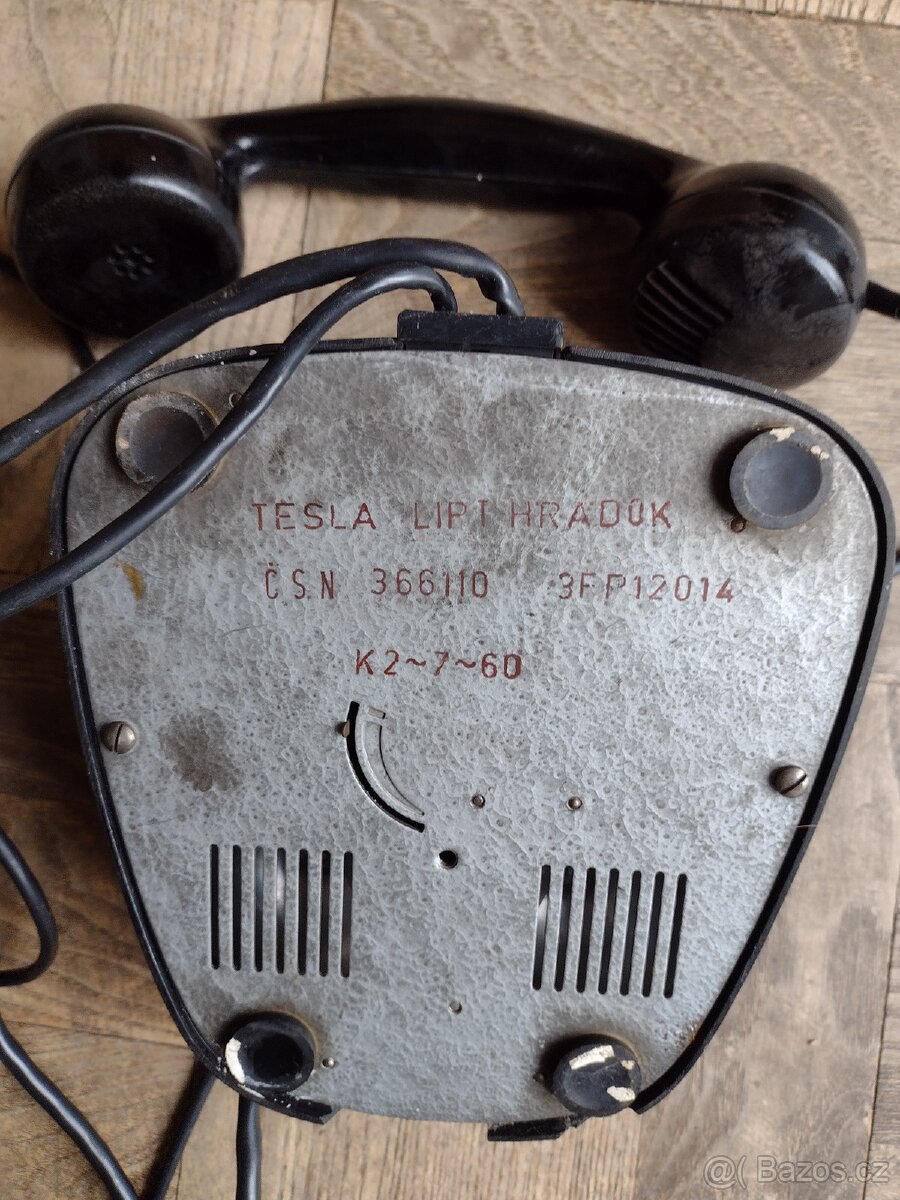 TESLA LIPT HRADOK
ČSN 366110 3FP12014
K2~7~60
@( Bazos.cz